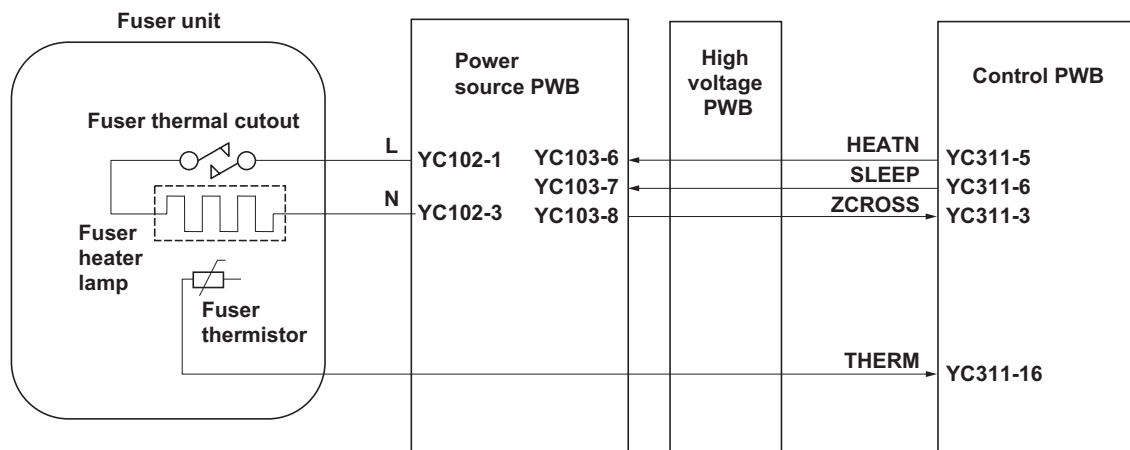 Fuser unit
Power
source PWB
High
voltage
PWB
Control PWB
Fuser thermal cutout
L
YC102-1
YC103-6
HEATN
YC311-5
YC103-7
SLEEP
YC311-6
N
YC102-3
YC103-8
ZCROSS
YC311-3
Fuser
heater
lamp
Fuser
thermistor
THERM
YC311-16